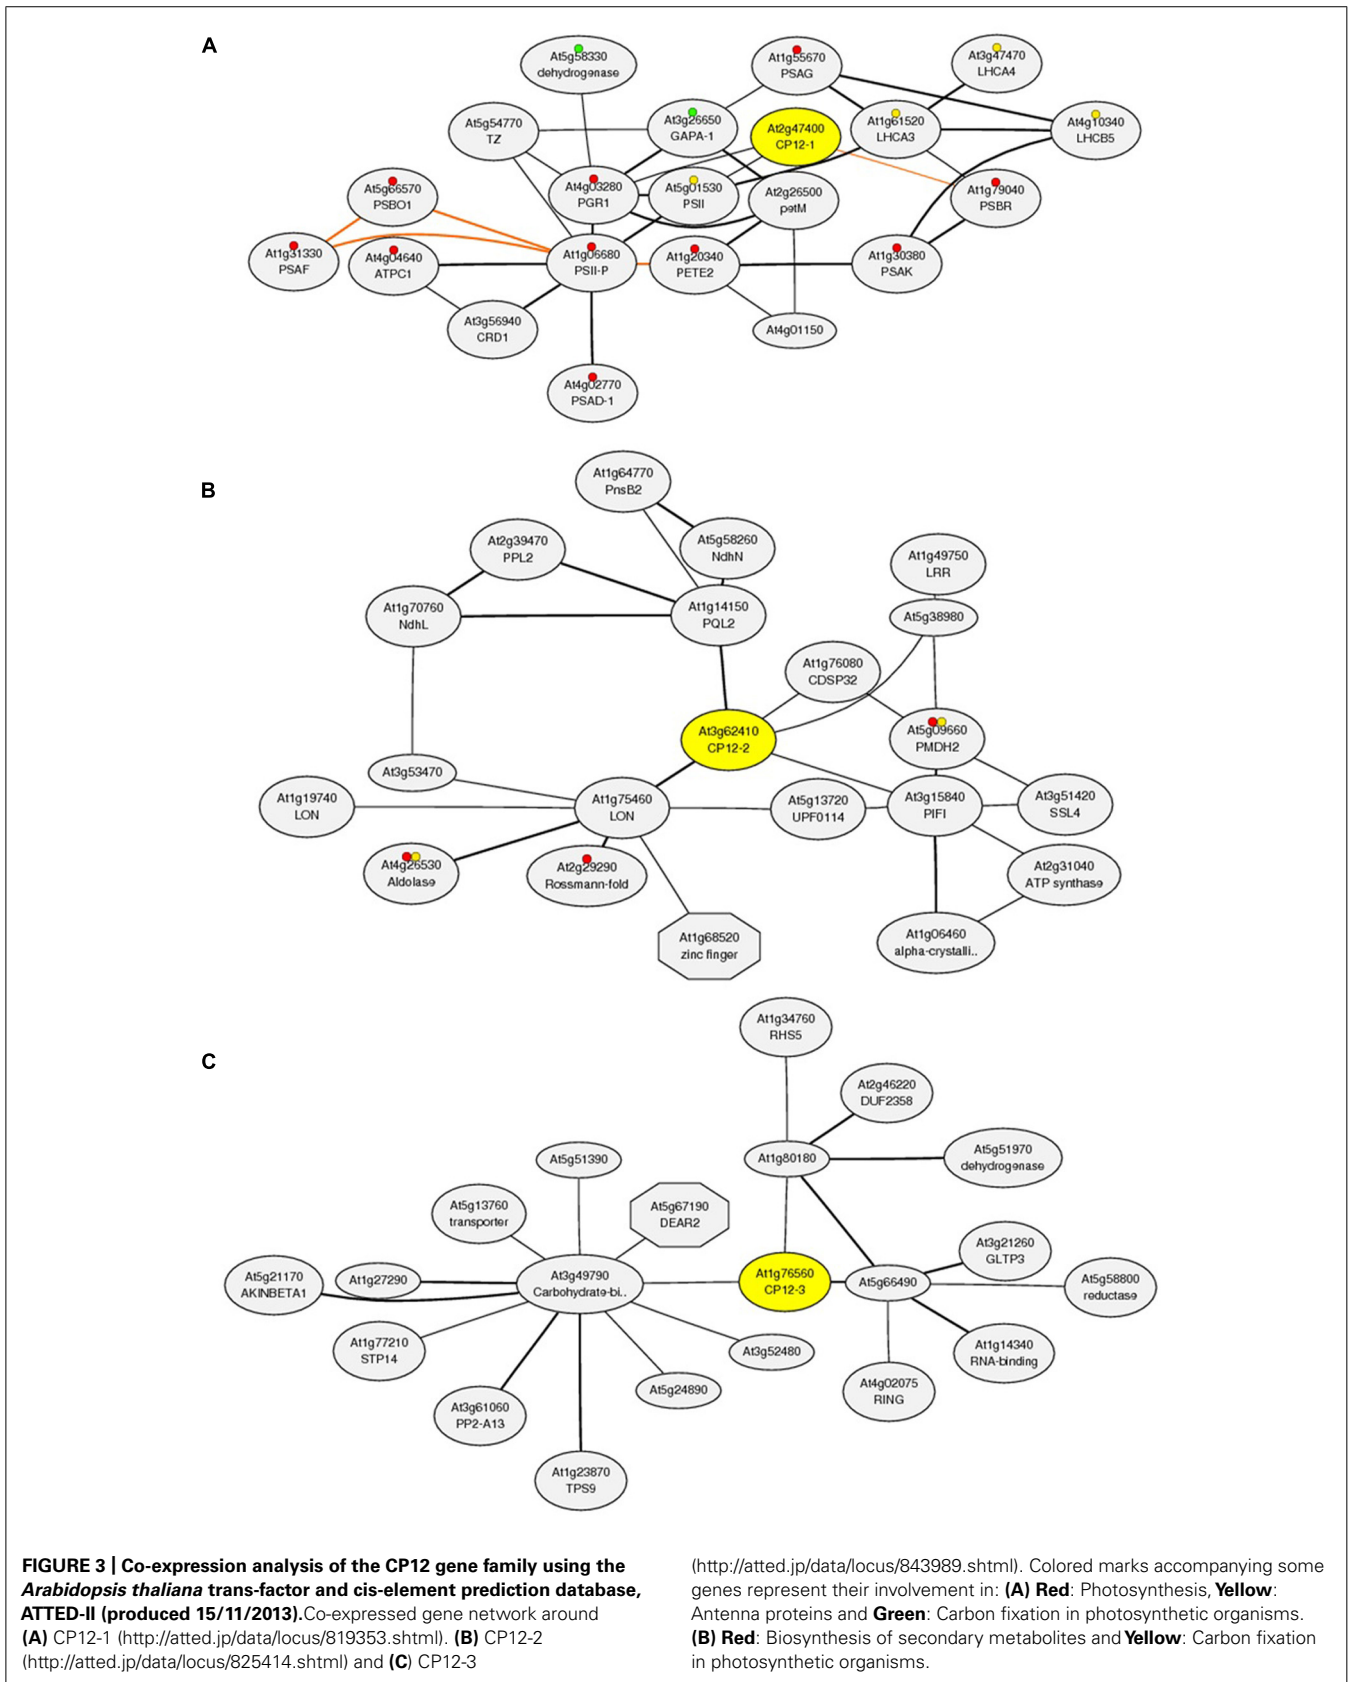 A
At5g58330
dehydrogenase
At1g55670
PSAG
At3g47470
LHCA4
At5g54770
TZ
At3g26650
GAPA-1
At2g47400
CP12-1
At1g61520
LHCA3
At4g10340
LHCB5
At5g66570
PSBO1
At4g03280
PGR1
At5g01530
PSII
At2g26500
petM
At1g79040
PSBR
At1g31330
PSAF
At4g04640
ATPC1
At1g06680
PSII-P
At1g20340
PETE2
At1g30380
PSAK
At3g56940
CRD1
At4g01150
At4g02770
PSAD-1
B
At1g64770
PnsB2
At2g39470
PPL2
At5g58260
NdhN
At1g49750
LRR
At1g70760
NdhL
At1g14150
PQL2
At5g38980
At1g76080
CDSP32
At3g62410
CP12-2
At5g09660
PMDH2
At3g53470
At1g19740
LON
At1g75460
LON
At5g13720
UPF0114
At3g15840
PIFI
At3g51420
SSL4
At4g26530
Aldolase
At2g29290
Rossmann-fold
At2g31040
ATP synthase
At1g68520
zinc finger
At1g06460
alpha-crystalli..
C
At1g34760
RHS5
At2g46220
DUF2358
At5g51390
At1g80180
At5g51970
dehydrogenase
At5g13760
transporter
At5g67190
DEAR2
At3g21260
GLTP3
At5g21170
AKINBETA1
At1g27290
At3g49790
Carbohydrate-bi..
At1g76560
CP12-3
At5g66490
At5g58800
reductase
At1g77210
STP14
At3g52480
At1g14340
RNA-binding
At5g24890
At4g02075
RING
At3g61060
PP2-A13
At1g23870
TPS9
FIGURE 3 | Co-expression analysis of the CP12 gene family using the
Arabidopsis thaliana trans-factor and cis-element prediction database,
ATTED-II (produced 15/11/2013).Co-expressed gene network around
(A) CP12-1 (http://atted.jp/data/locus/819353.shtml). (B) CP12-2
(http://atted.jp/data/locus/825414.shtml) and (C) CP12-3
(http://atted.jp/data/locus/843989.shtml). Colored marks accompanying some
genes represent their involvement in: (A) Red: Photosynthesis, Yellow:
Antenna proteins and Green: Carbon fixation in photosynthetic organisms.
(B) Red: Biosynthesis of secondary metabolites and Yellow: Carbon fixation
in photosynthetic organisms.